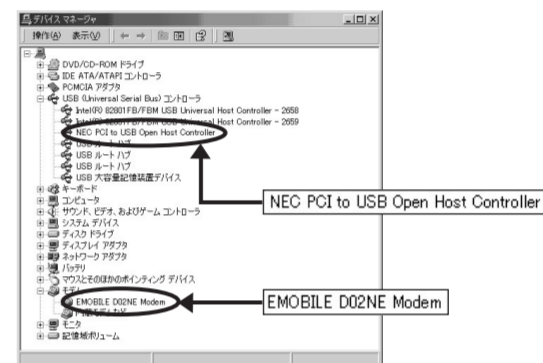 デバイス マネージャ
操作(A) 表示(V)
DVD/CD-ROM ドライブ
IDE ATA/ATAPI コントローラ
PCMCIA アダプタ
USB (Universal Serial Bus) コントローラ
Intel(R) 82801FB/FBM USB Universal Host Controller - 2658
Intel(R) 82801FB/FBM USB Universal Host Controller - 2659
NEC PCI to USB Open Host Controller
USB ルート ハブ
USB ルート ハブ
USB ルート ハブ
USB 大容量記憶装置デバイス
キーボード
コンピュータ
サウンド、ビデオ、およびゲーム コントローラ
システム デバイス
ディスク ドライブ
ディスプレイ アダプタ
ネットワーク アダプタ
バッテリ
マウスとそのほかのポインティング デバイス
モデム
EMOBILE D02NE Modem
モニタ
記憶域ボリューム
NEC PCI to USB Open Host Controller
EMOBILE D02NE Modem